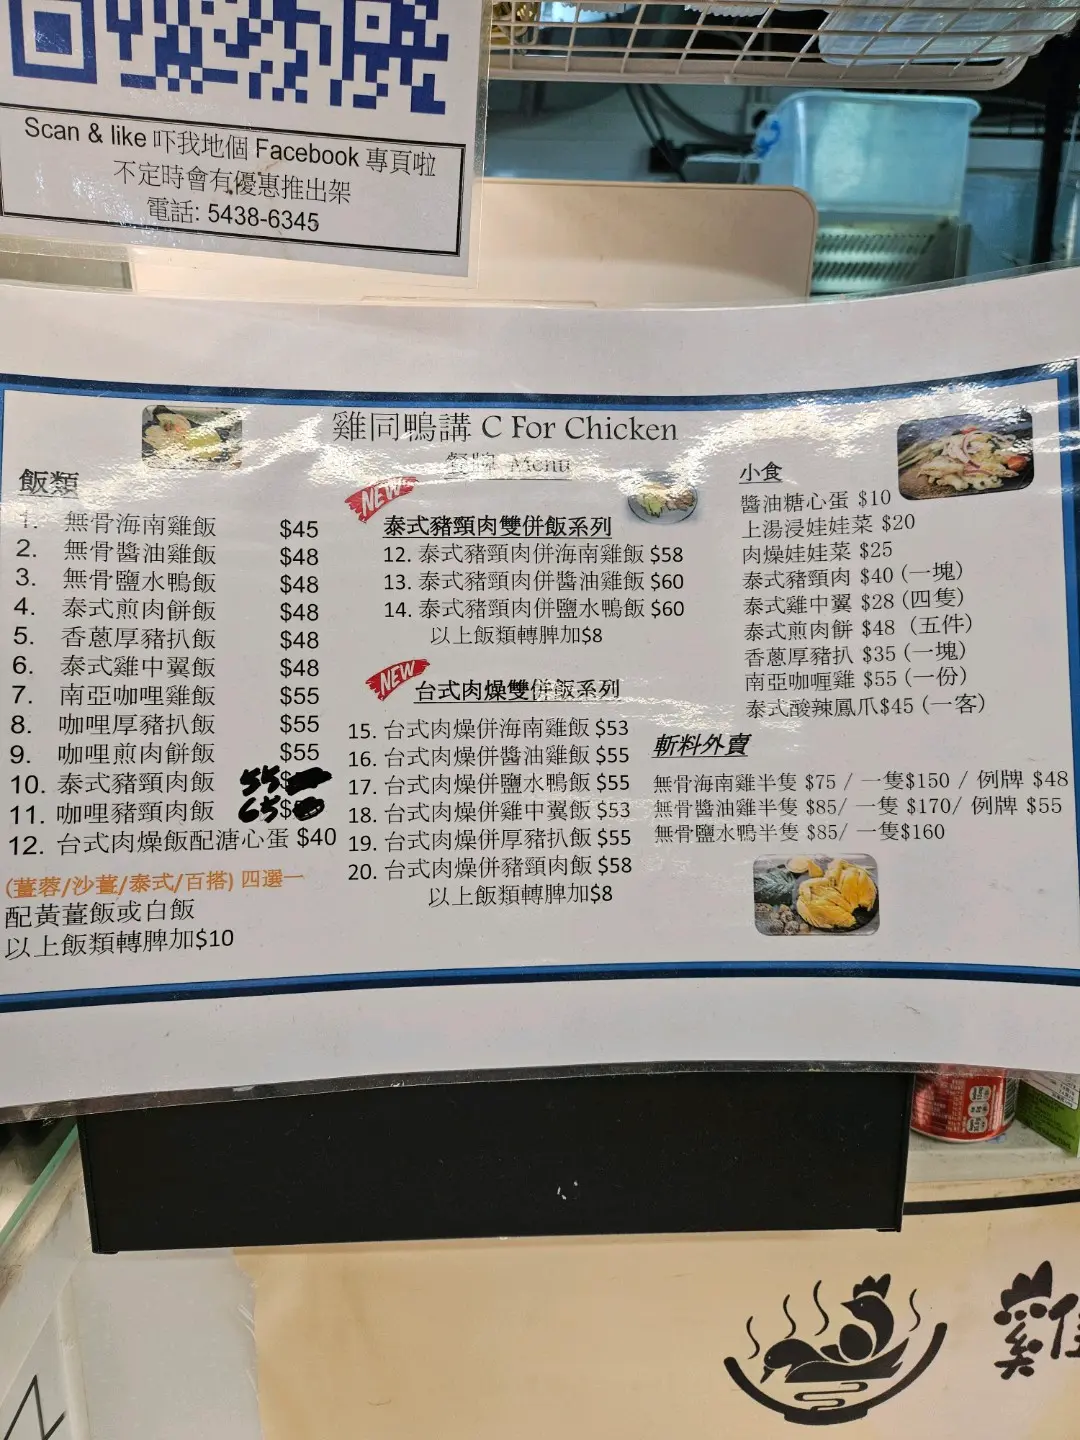 Scan & like 吓我地個 Facebook 專頁啦
不定時會有優惠推出架
電話: 5438-6345
雞同鴨講 C For Chicken
餐牌 Menu
飯類
1. 無骨海南雞飯 $45
2. 無骨醬油雞飯 $48
3. 無骨鹽水鴨飯 $48
4. 泰式煎肉餅飯 $48
5. 香蔥厚豬扒飯 $48
6. 泰式雞中翼飯 $48
7. 南亞咖哩雞飯 $55
8. 咖哩厚豬扒飯 $55
9. 咖哩煎肉餅飯 $55
10. 泰式豬頸肉飯 55 $
11. 咖哩豬頸肉飯 65 $
12. 台式肉燥飯配溏心蛋 $40
(薑蓉/沙薑/泰式/百搭) 四選一
配黃薑飯或白飯
以上飯類轉脾加$10
NEW
泰式豬頸肉雙併飯系列
12. 泰式豬頸肉併海南雞飯 $58
13. 泰式豬頸肉併醬油雞飯 $60
14. 泰式豬頸肉併鹽水鴨飯 $60
以上飯類轉脾加$8
NEW
台式肉燥雙併飯系列
15. 台式肉燥併海南雞飯 $53
16. 台式肉燥併醬油雞飯 $55
17. 台式肉燥併鹽水鴨飯 $55
18. 台式肉燥併雞中翼飯 $53
19. 台式肉燥併厚豬扒飯 $55
20. 台式肉燥併豬頸肉飯 $58
以上飯類轉脾加$8
小食
醬油糖心蛋 $10
上湯浸娃娃菜 $20
肉燥娃娃菜 $25
泰式豬頸肉 $40 (一塊)
泰式雞中翼 $28 (四隻)
泰式煎肉餅 $48 (五件)
香蔥厚豬扒 $35 (一塊)
南亞咖喱雞 $55 (一份)
泰式酸辣鳳爪$45 (一客)
斬料外賣
無骨海南雞半隻 $75 / 一隻$150 / 例牌 $48
無骨醬油雞半隻 $85/ 一隻 $170/ 例牌 $55
無骨鹽水鴨半隻 $85/ 一隻$160
雞